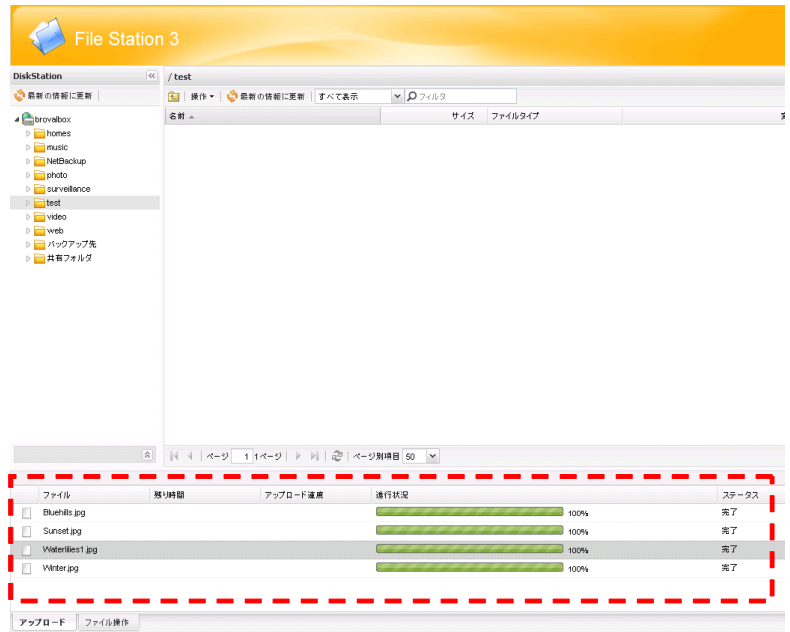 File Station 3
DiskStation
/ test
最新の情報に更新
操作
最新の情報に更新
すべて表示
フィルタ
brovalbox
homes
music
NetBackup
photo
surveillance
test
video
web
バックアップ先
共有フォルダ
名前
サイズ
ファイルタイプ
ページ 1 1ページ
ページ別項目 50
ファイル 残り時間 アップロード速度 進行状況 ステータス
Bluehills.jpg 100% 完了
Sunset.jpg 100% 完了
Waterlilies1.jpg 100% 完了
Winter.jpg 100% 完了
アップロード ファイル操作